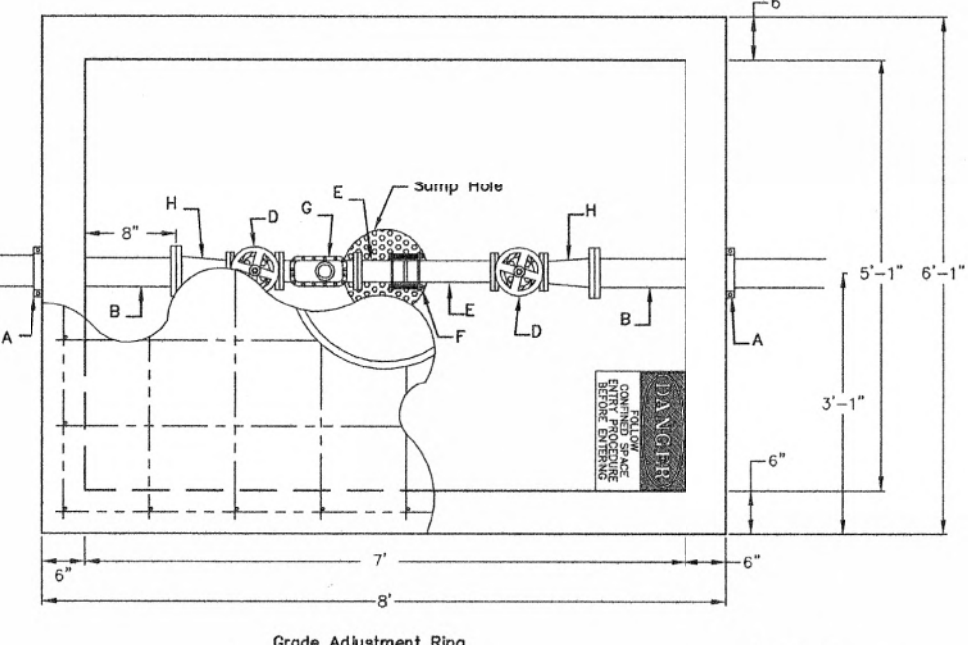 6"
Sump Hole
E
H
D
G
H
8"
5'-1"
6'-1"
B
E
B
A
F
D
A
3'-1"
DANGER
FOLLOW
CONFINED SPACE
ENTRY PROCEDURE
BEFORE ENTERING
6"
6"
7'
6"
8'
Grade Adjustment Ring